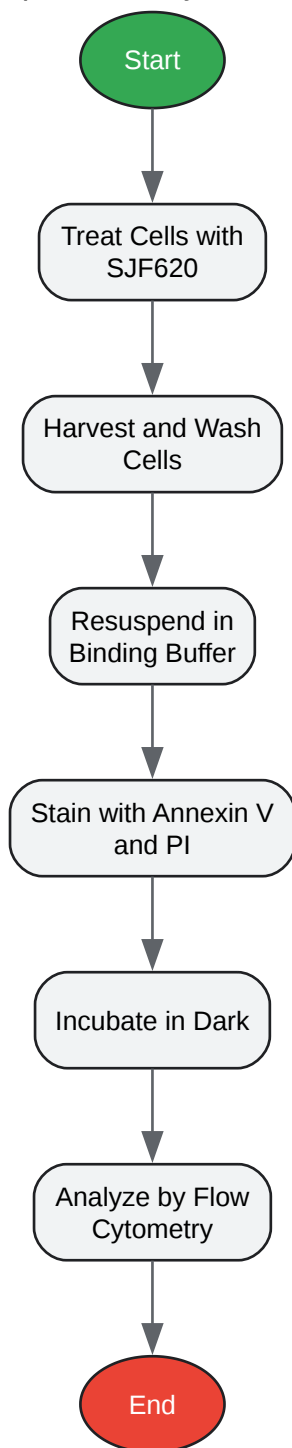 Start
Treat Cells with
SJF620
Harvest and Wash
Cells
Resuspend in
Binding Buffer
Stain with Annexin V
and PI
Incubate in Dark
Analyze by Flow
Cytometry
End